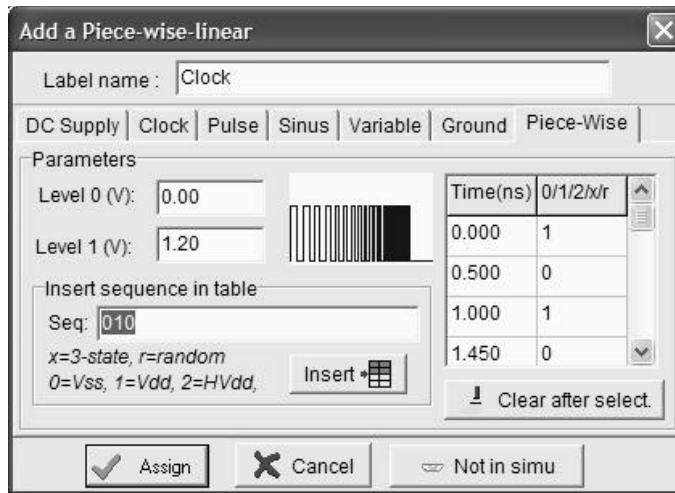 Add a Piece-wise-linear
Label name : Clock
DC Supply Clock Pulse Sinus Variable Ground Piece-Wise
Parameters
Level 0 (V): 0.00
Level 1 (V): 1.20
Insert sequence in table
Seq: 010
x=3-state, r=random
0=Vss, 1=Vdd, 2=HVdd,
Insert
Time(ns) 0/1/2/x/r
0.000 1
0.500 0
1.000 1
1.450 0
Clear after select.
Assign Cancel Not in simu